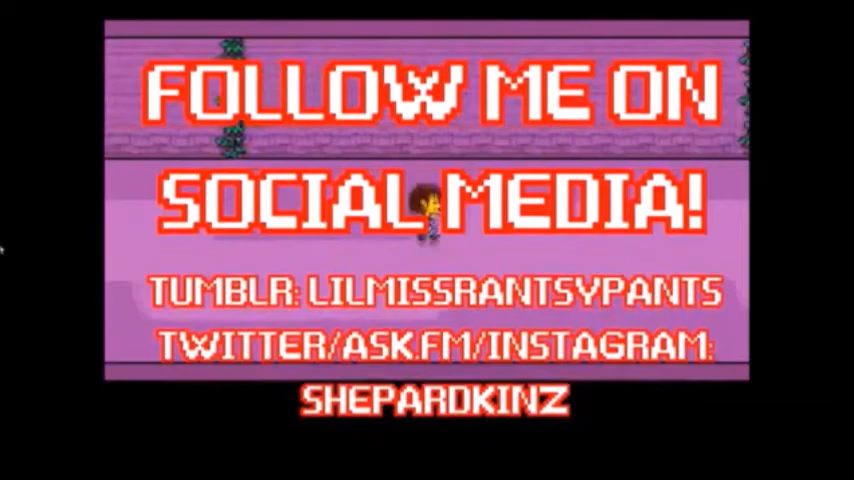 FOLLOW ME ON
SOCIAL MEDIA!
TUMBLR: LILMISSRANTSYPANTS
TWITTER/ASK.FM/INSTAGRAM:
SHEPARDKINZ